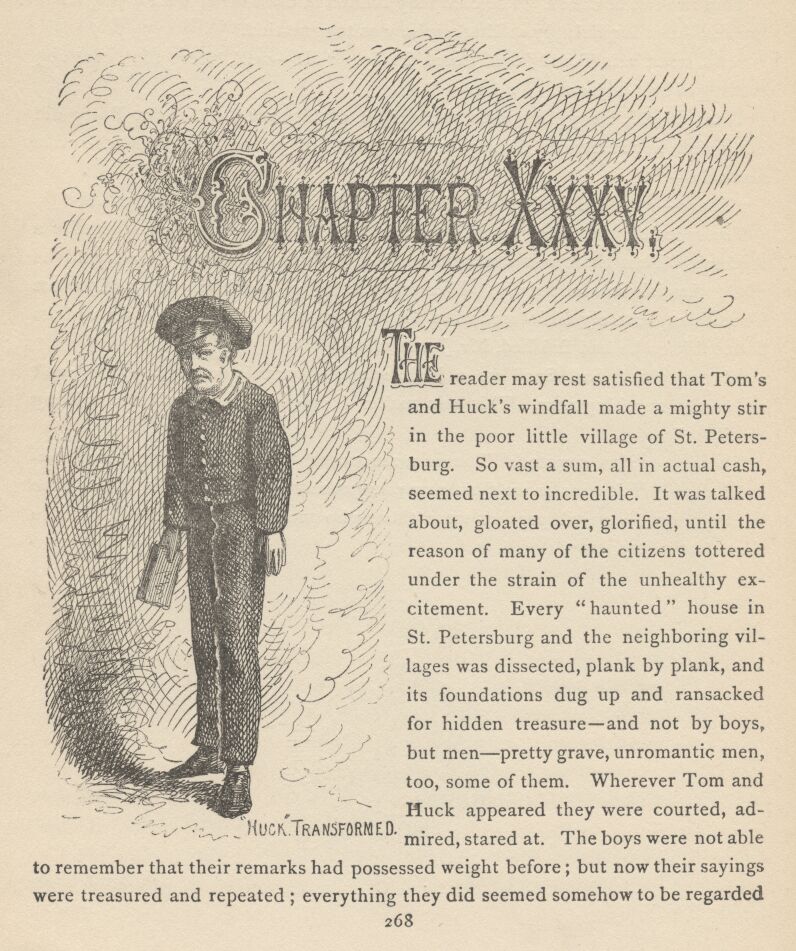 CHAPTER XXXV.
THE reader may rest satisfied that Tom's
and Huck's windfall made a mighty stir
in the poor little village of St. Peters-
burg. So vast a sum, all in actual cash,
seemed next to incredible. It was talked
about, gloated over, glorified, until the
reason of many of the citizens tottered
under the strain of the unhealthy ex-
citement. Every "haunted" house in
St. Petersburg and the neighboring vil-
lages was dissected, plank by plank, and
its foundations dug up and ransacked
for hidden treasure—and not by boys,
but men—pretty grave, unromantic men,
too, some of them. Wherever Tom and
Huck appeared they were courted, ad-
mired, stared at. The boys were not able
to remember that their remarks had possessed weight before; but now their sayings
were treasured and repeated; everything they did seemed somehow to be regarded
"HUCK" TRANSFORMED.
268